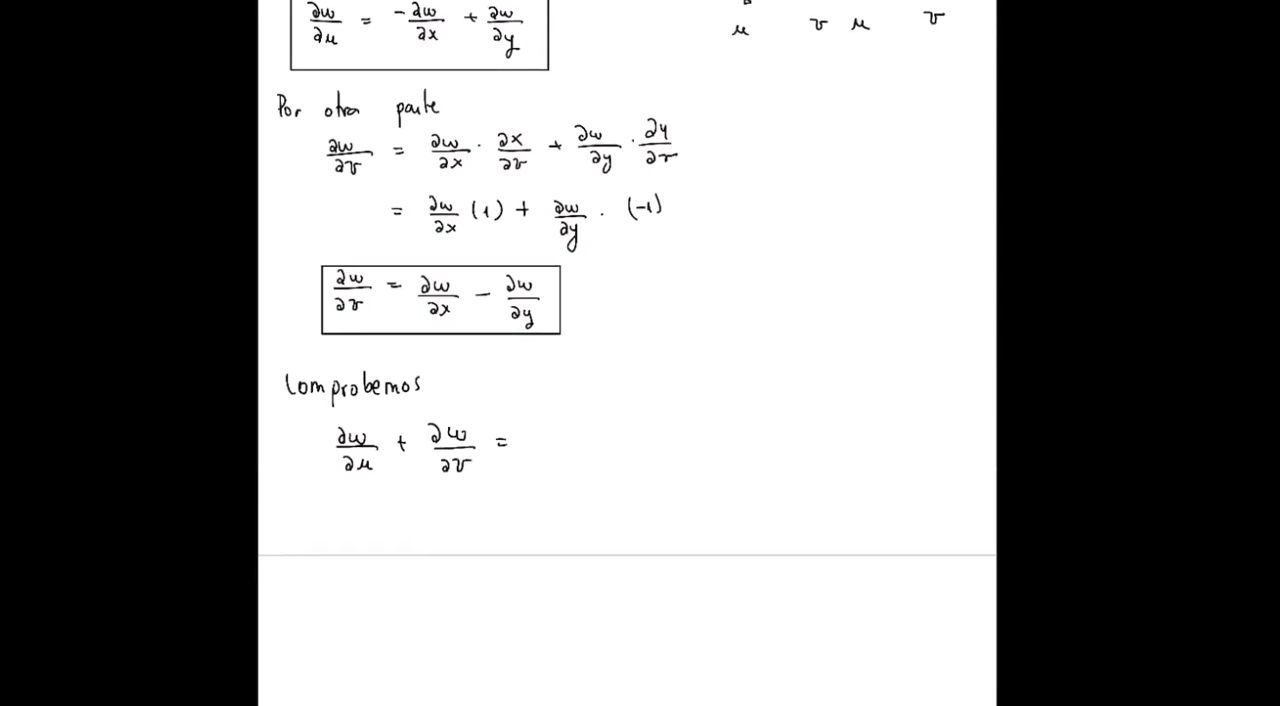 ∂w/∂u = -∂w/∂x + ∂w/∂y
u v u v
Por otra parte
∂w/∂v = ∂w/∂x · ∂x/∂v + ∂w/∂y · ∂y/∂v
= ∂w/∂x (1) + ∂w/∂y · (-1)
∂w/∂v = ∂w/∂x - ∂w/∂y
Comprobemos
∂w/∂u + ∂w/∂v =